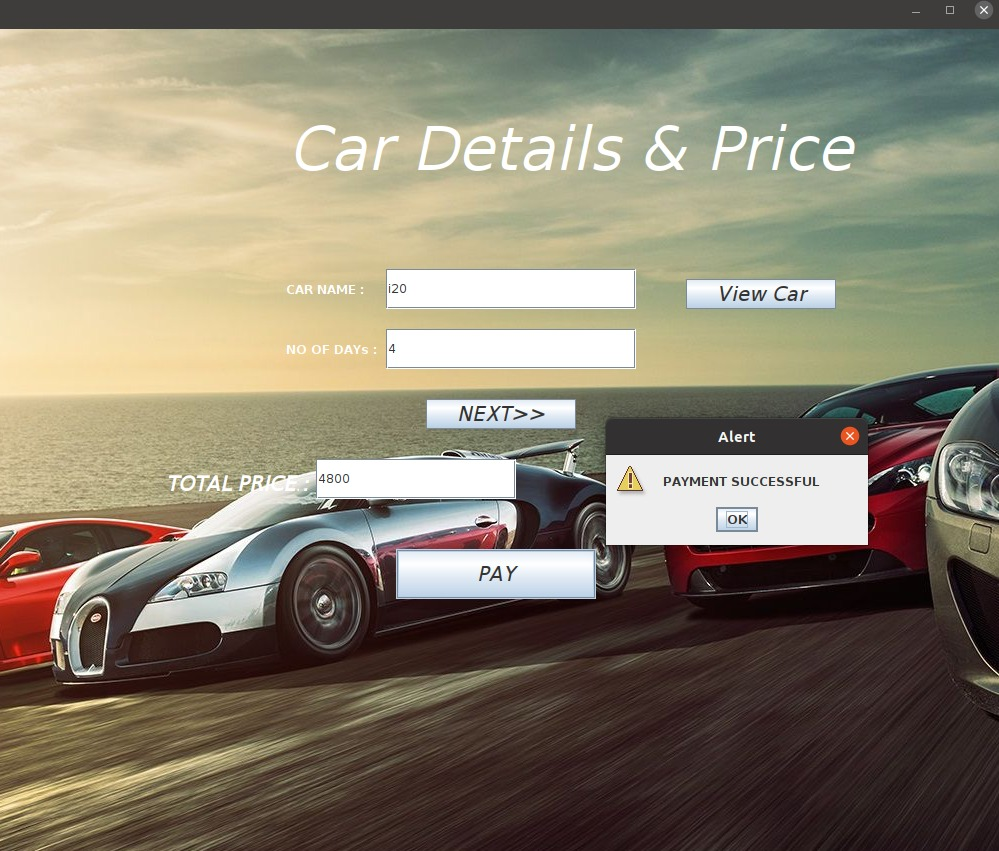 Car Details & Price
CAR NAME :
i20
View Car
NO OF DAYs :
4
NEXT>>
Alert
TOTAL PRICE :
4800
PAYMENT SUCCESSFUL
OK
PAY